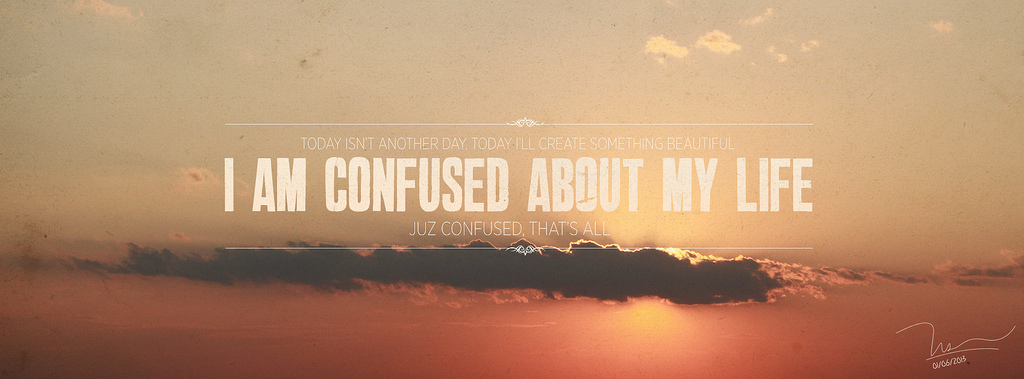 TODAY ISN'T ANOTHER DAY. TODAY I'LL CREATE SOMETHING BEAUTIFUL
I AM CONFUSED ABOUT MY LIFE
JUZ CONFUSED, THAT'S ALL
01/06/2013